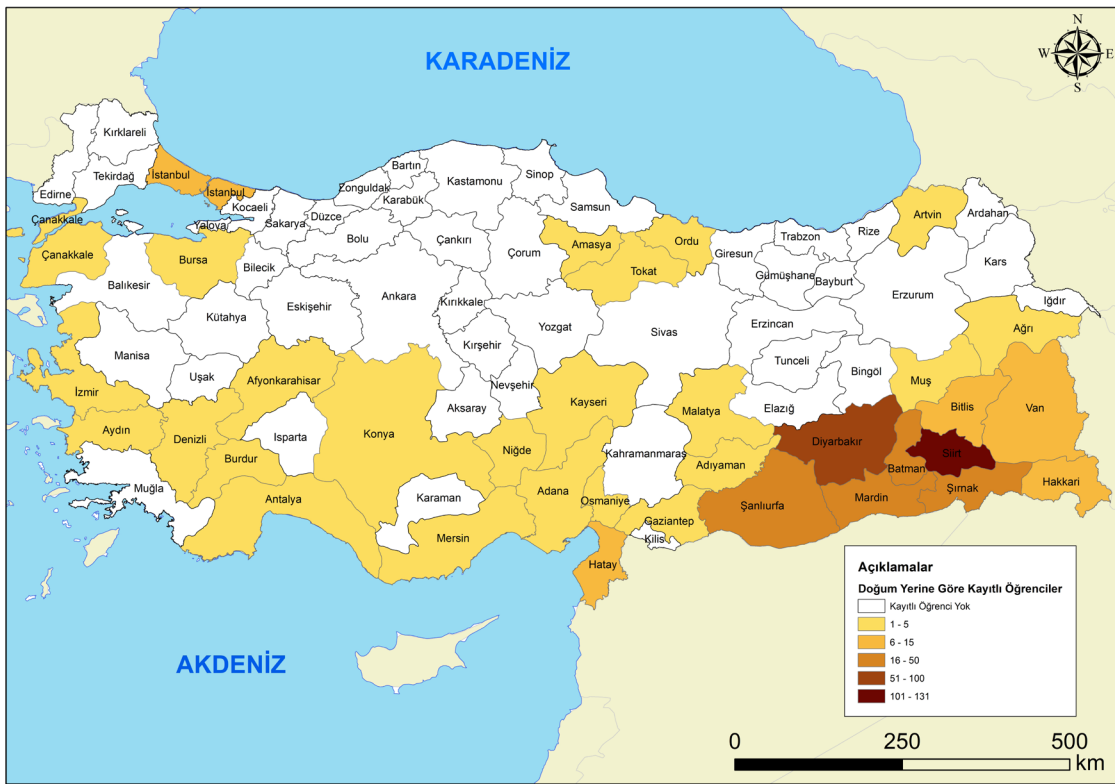 KARADENİZ
N
W
E
S
Kırklareli
Tekirdağ
Edirne
İstanbul
İstanbul
Kocaeli
Yalova
Sakarya
Düzce
Zonguldak
Bartın
Karabük
Kastamonu
Sinop
Samsun
Bolu
Çankırı
Çorum
Amasya
Ordu
Tokat
Giresun
Trabzon
Rize
Artvin
Ardahan
Kars
Gümüşhane
Bayburt
Erzurum
Iğdır
Ağrı
Çanakkale
Çanakkale
Bursa
Bilecik
Balıkesir
Kütahya
Eskişehir
Ankara
Kırıkkale
Yozgat
Sivas
Erzincan
Tunceli
Bingöl
Muş
Manisa
Uşak
Afyonkarahisar
Kırşehir
Nevşehir
Aksaray
Kayseri
Malatya
Elazığ
Bitlis
Van
İzmir
Aydın
Denizli
Isparta
Burdur
Konya
Niğde
Kahramanmaraş
Adıyaman
Diyarbakır
Batman
Siirt
Şırnak
Hakkari
Muğla
Antalya
Karaman
Mersin
Adana
Osmaniye
Gaziantep
Kilis
Şanlıurfa
Mardin
Hatay
AKDENİZ
Açıklamalar
Doğum Yerine Göre Kayıtlı Öğrenciler
Kayıtlı Öğrenci Yok
1 - 5
6 - 15
16 - 50
51 - 100
101 - 131
0 250 500
km